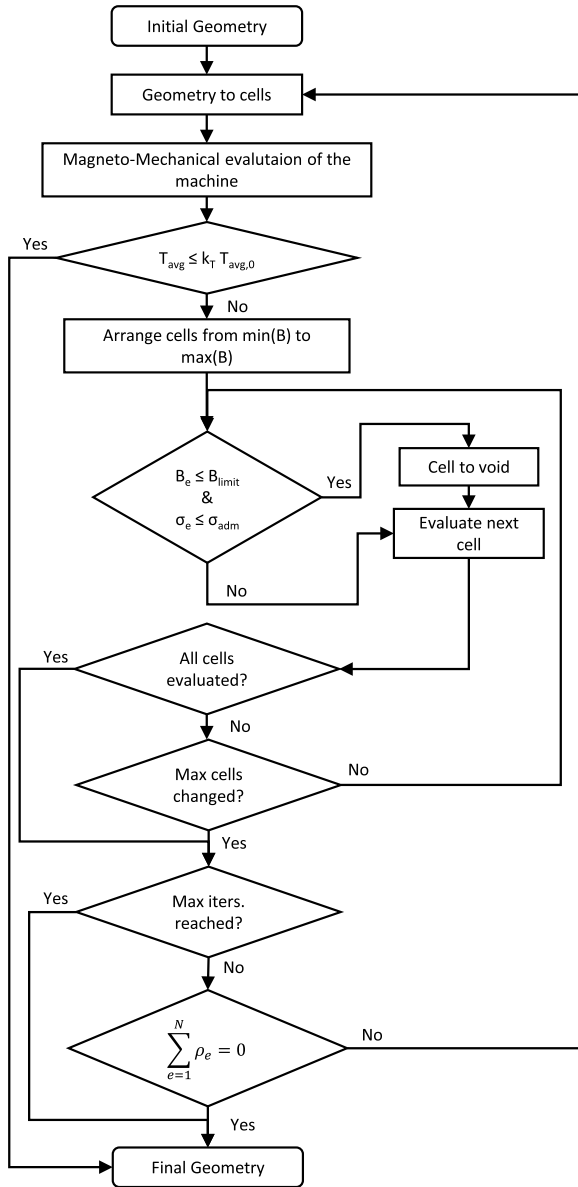 Initial Geometry
Geometry to cells
Magneto-Mechanical evalutaion of the
machine
Yes
T_avg ≤ k_T T_avg,0
No
Arrange cells from min(B) to
max(B)
B_e ≤ B_limit
&
σ_e ≤ σ_adm
Yes
Cell to void
Evaluate next
cell
No
Yes
All cells
evaluated?
No
Max cells
changed?
No
Yes
Yes
Max iters.
reached?
No
∑_{e=1}^{N} ρ_e = 0
No
Yes
Final Geometry